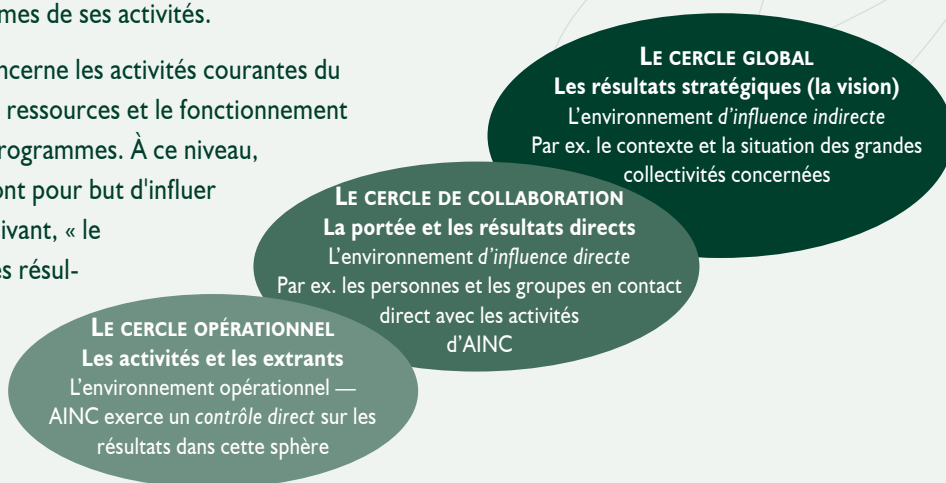 mes de ses activités.
ncerne les activités courantes du
ressources et le fonctionnement
rogrammes. À ce niveau,
ont pour but d'influer
ivant, « le
es résul-
LE CERCLE GLOBAL
Les résultats stratégiques (la vision)
L'environnement d'influence indirecte
Par ex. le contexte et la situation des grandes
collectivités concernées
LE CERCLE DE COLLABORATION
La portée et les résultats directs
L'environnement d'influence directe
Par ex. les personnes et les groupes en contact
direct avec les activités
d'AINC
LE CERCLE OPÉRATIONNEL
Les activités et les extrants
L'environnement opérationnel —
AINC exerce un contrôle direct sur les
résultats dans cette sphère